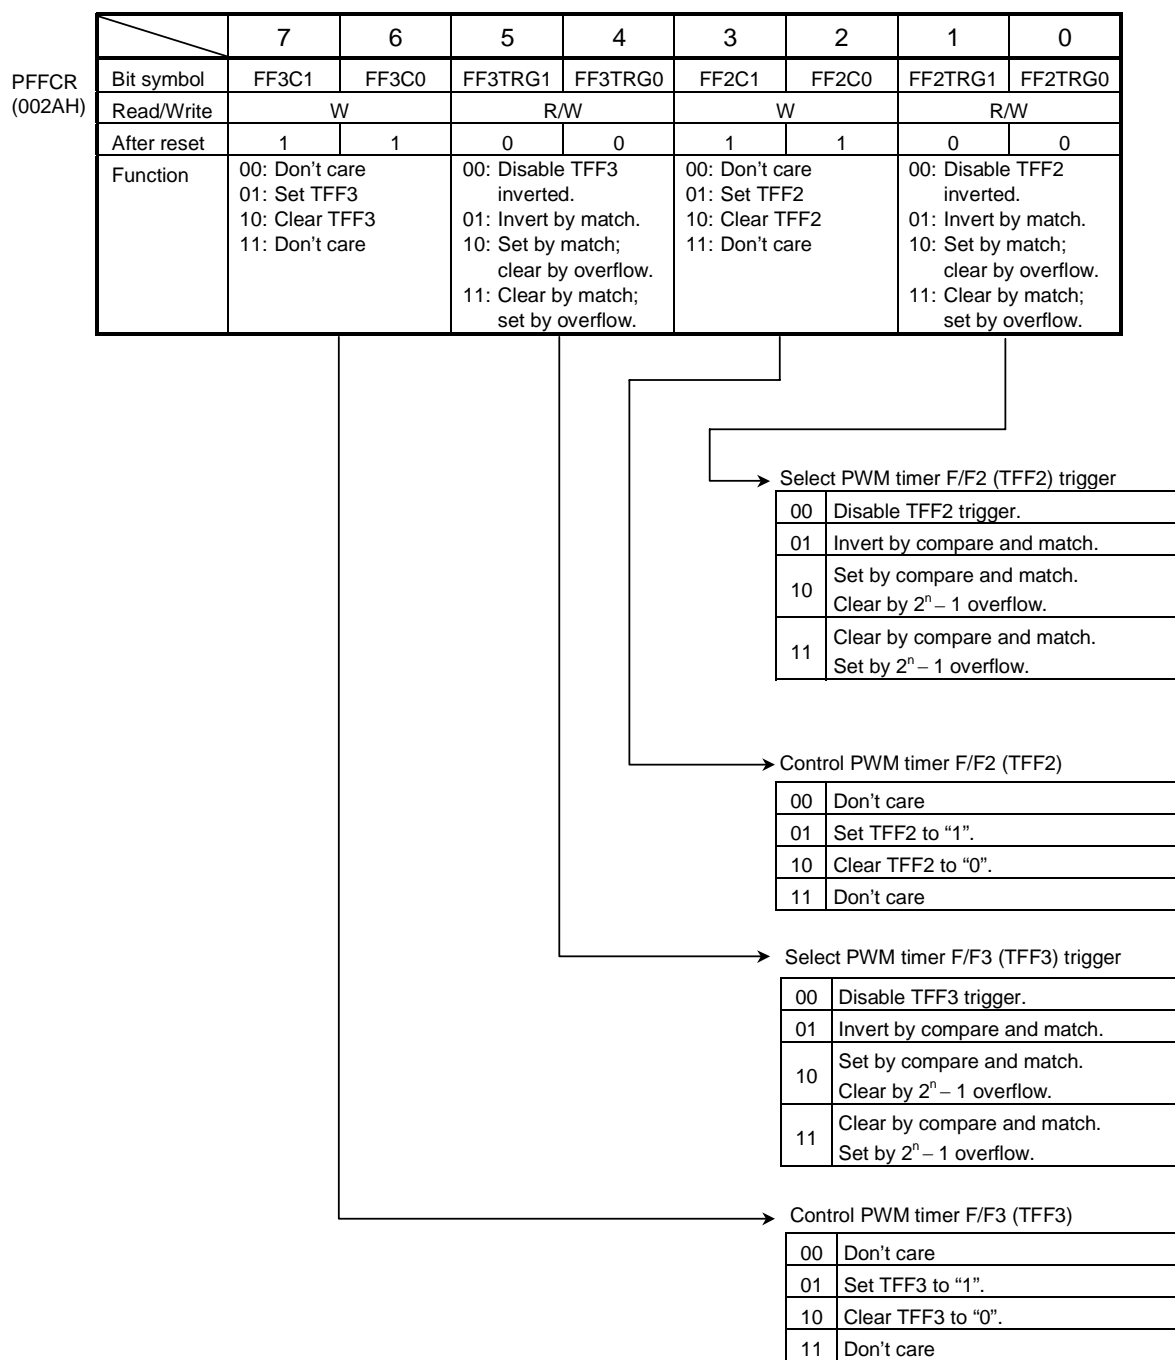 7 6 5 4 3 2 1 0
PFFCR (002AH)
Bit symbol FF3C1 FF3C0 FF3TRG1 FF3TRG0 FF2C1 FF2C0 FF2TRG1 FF2TRG0
Read/Write W R/W W R/W
After reset 1 1 0 0 1 1 0 0
Function
00: Don't care
01: Set TFF3
10: Clear TFF3
11: Don't care
00: Disable TFF3
inverted.
01: Invert by match.
10: Set by match;
clear by overflow.
11: Clear by match;
set by overflow.
00: Don't care
01: Set TFF2
10: Clear TFF2
11: Don't care
00: Disable TFF2
inverted.
01: Invert by match.
10: Set by match;
clear by overflow.
11: Clear by match;
set by overflow.
Select PWM timer F/F2 (TFF2) trigger
00 Disable TFF2 trigger.
01 Invert by compare and match.
10 Set by compare and match.
Clear by 2ⁿ – 1 overflow.
11 Clear by compare and match.
Set by 2ⁿ – 1 overflow.
Control PWM timer F/F2 (TFF2)
00 Don't care
01 Set TFF2 to “1”.
10 Clear TFF2 to “0”.
11 Don't care
Select PWM timer F/F3 (TFF3) trigger
00 Disable TFF3 trigger.
01 Invert by compare and match.
10 Set by compare and match.
Clear by 2ⁿ – 1 overflow.
11 Clear by compare and match.
Set by 2ⁿ – 1 overflow.
Control PWM timer F/F3 (TFF3)
00 Don't care
01 Set TFF3 to “1”.
10 Clear TFF3 to “0”.
11 Don't care